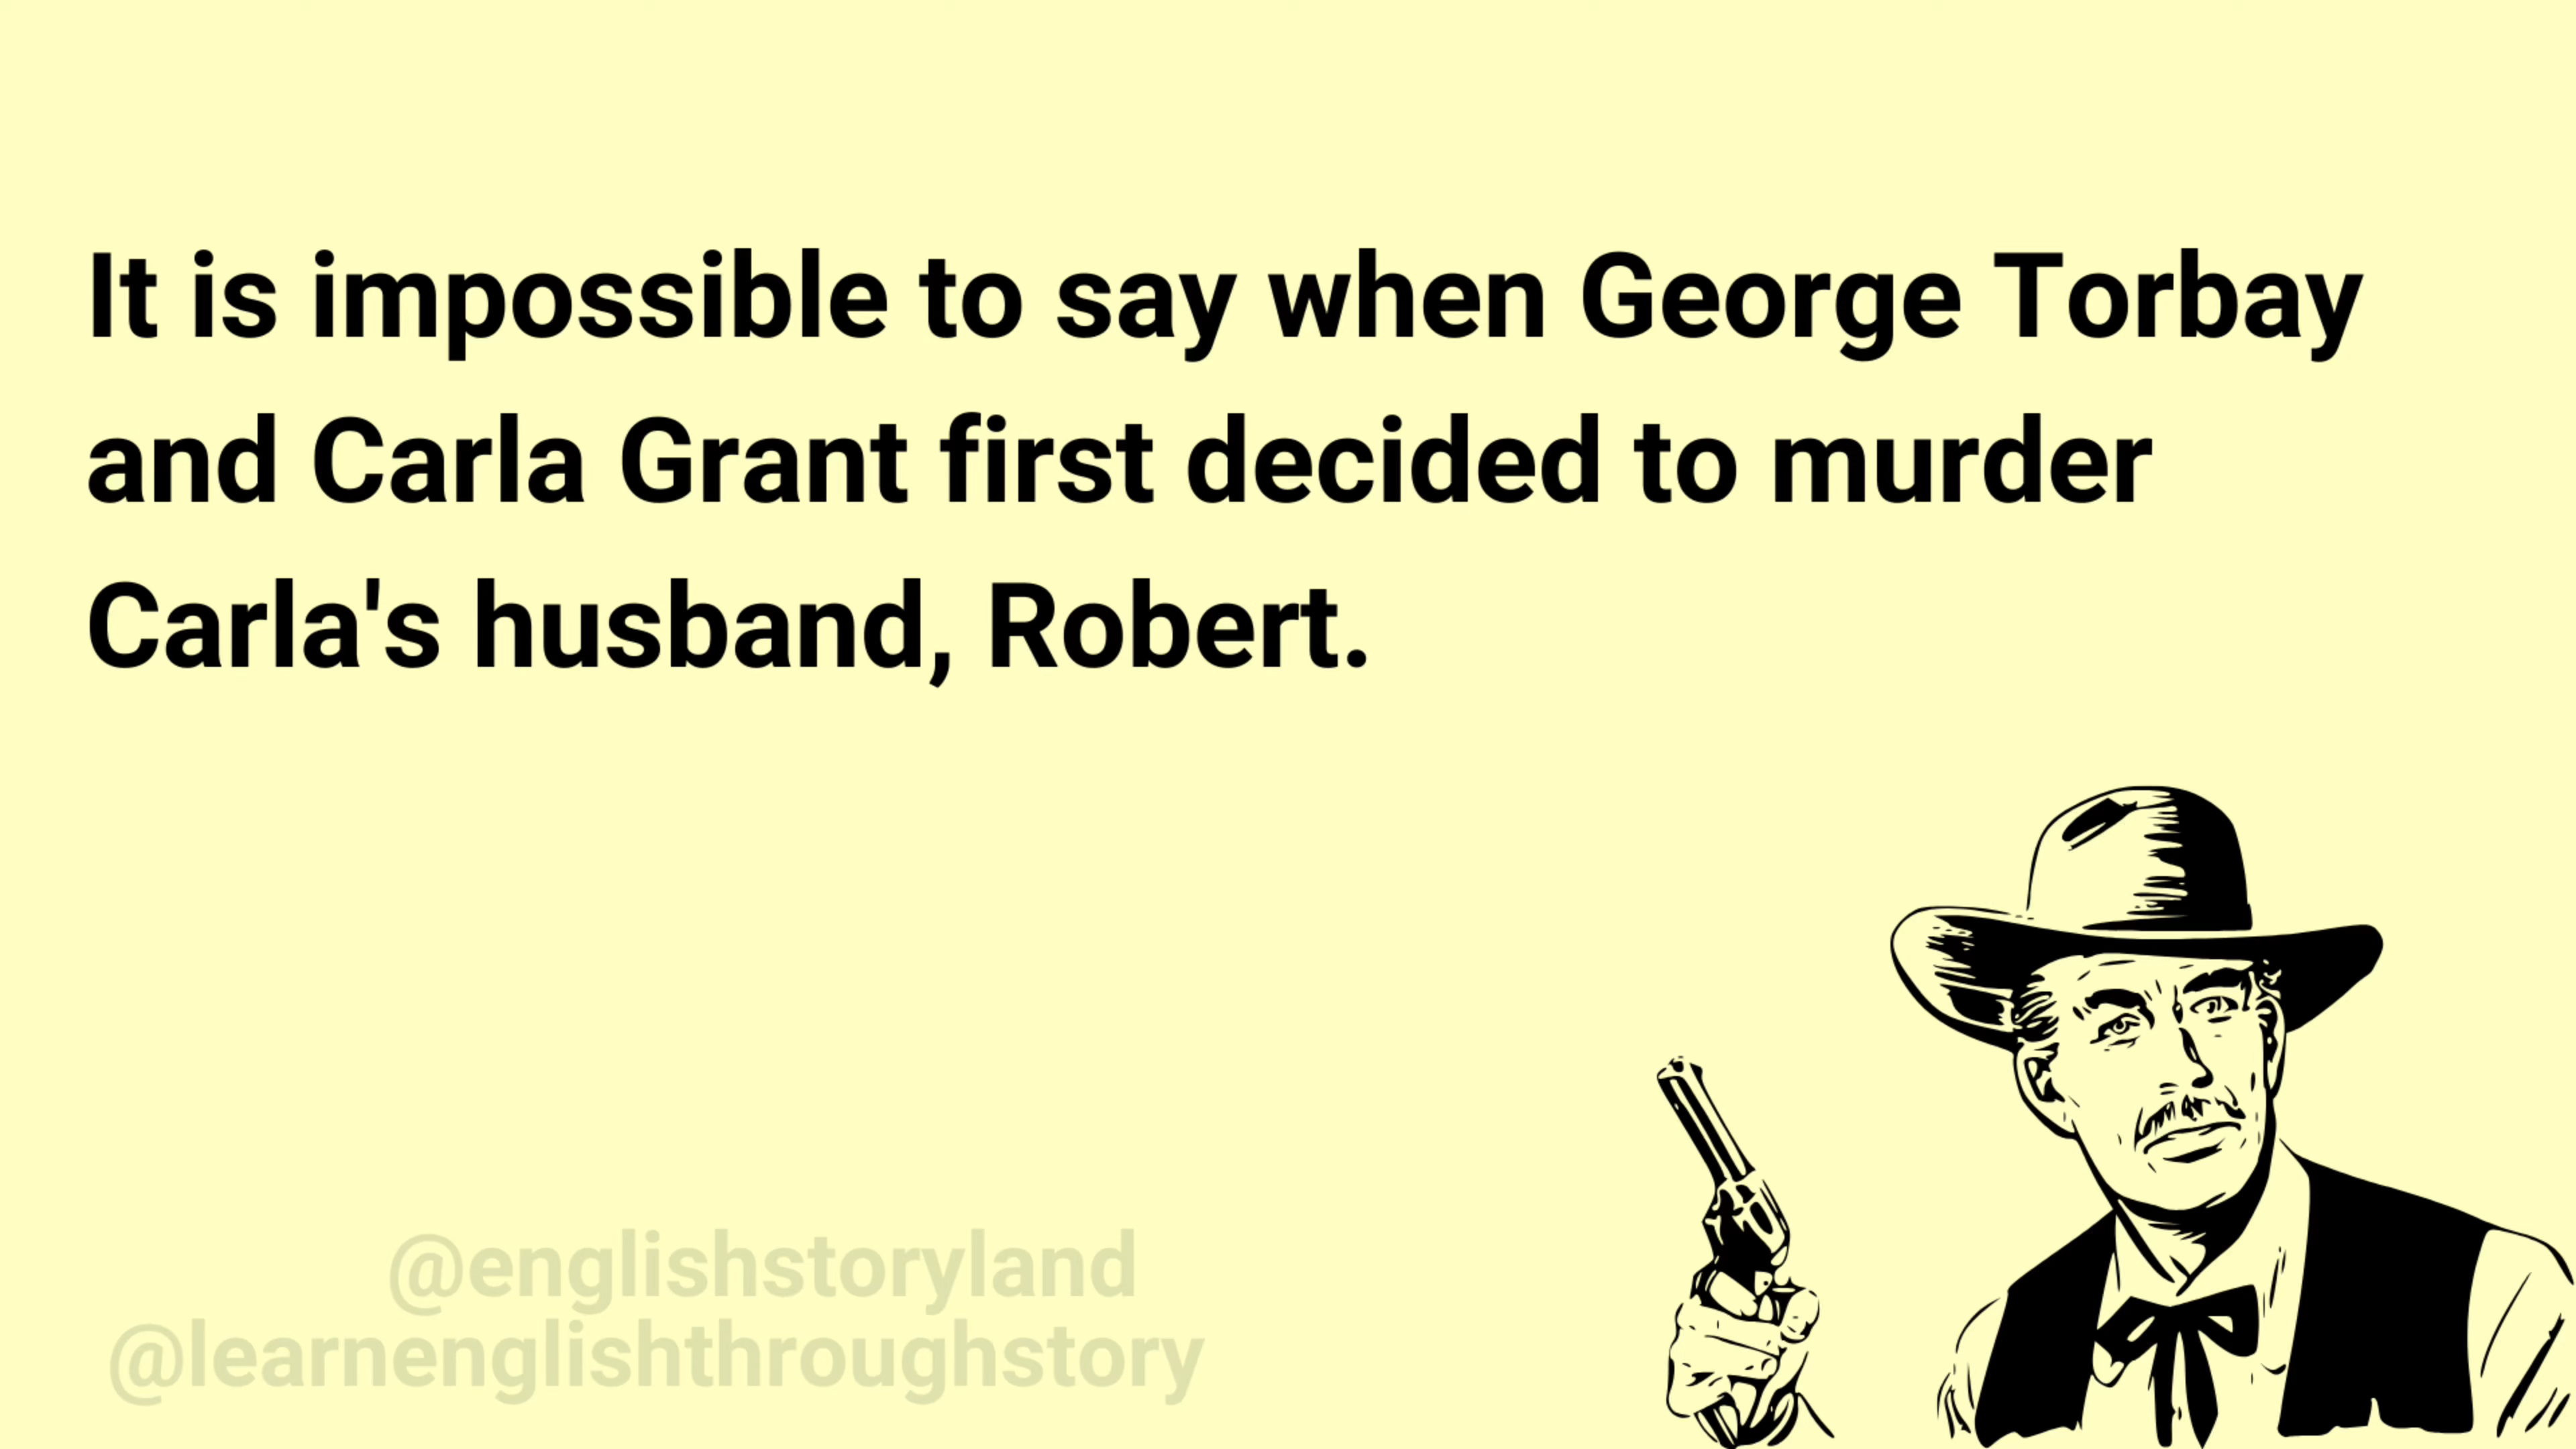 It is impossible to say when George Torbay
and Carla Grant first decided to murder
Carla's husband, Robert.
@englishstoryland
@learnenglishthroughstory